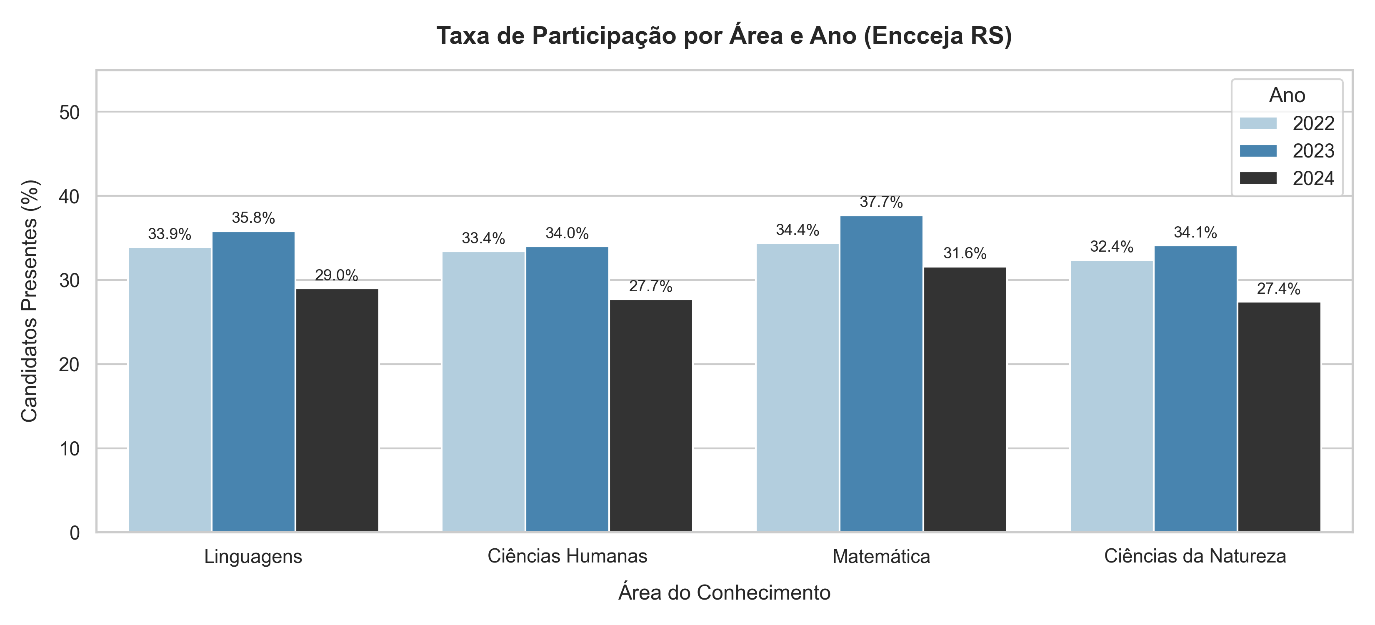 Taxa de Participação por Área e Ano (Encceja RS)
Ano
2022
2023
2024
Candidatos Presentes (%)
50
40
30
20
10
0
33.9%
35.8%
29.0%
33.4%
34.0%
27.7%
34.4%
37.7%
31.6%
32.4%
34.1%
27.4%
Linguagens
Ciências Humanas
Matemática
Ciências da Natureza
Área do Conhecimento